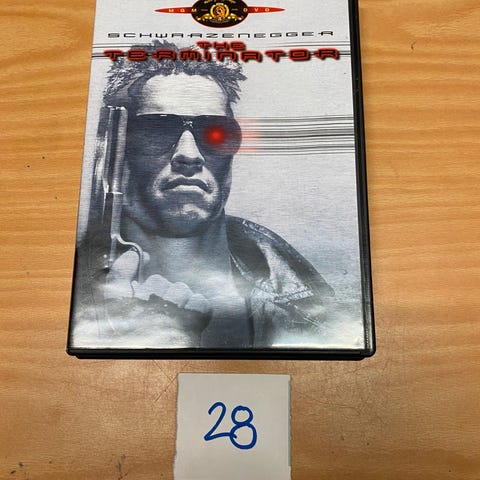 MGM DVD
SCHWARZENEGGER
THE
TERMINATOR
28